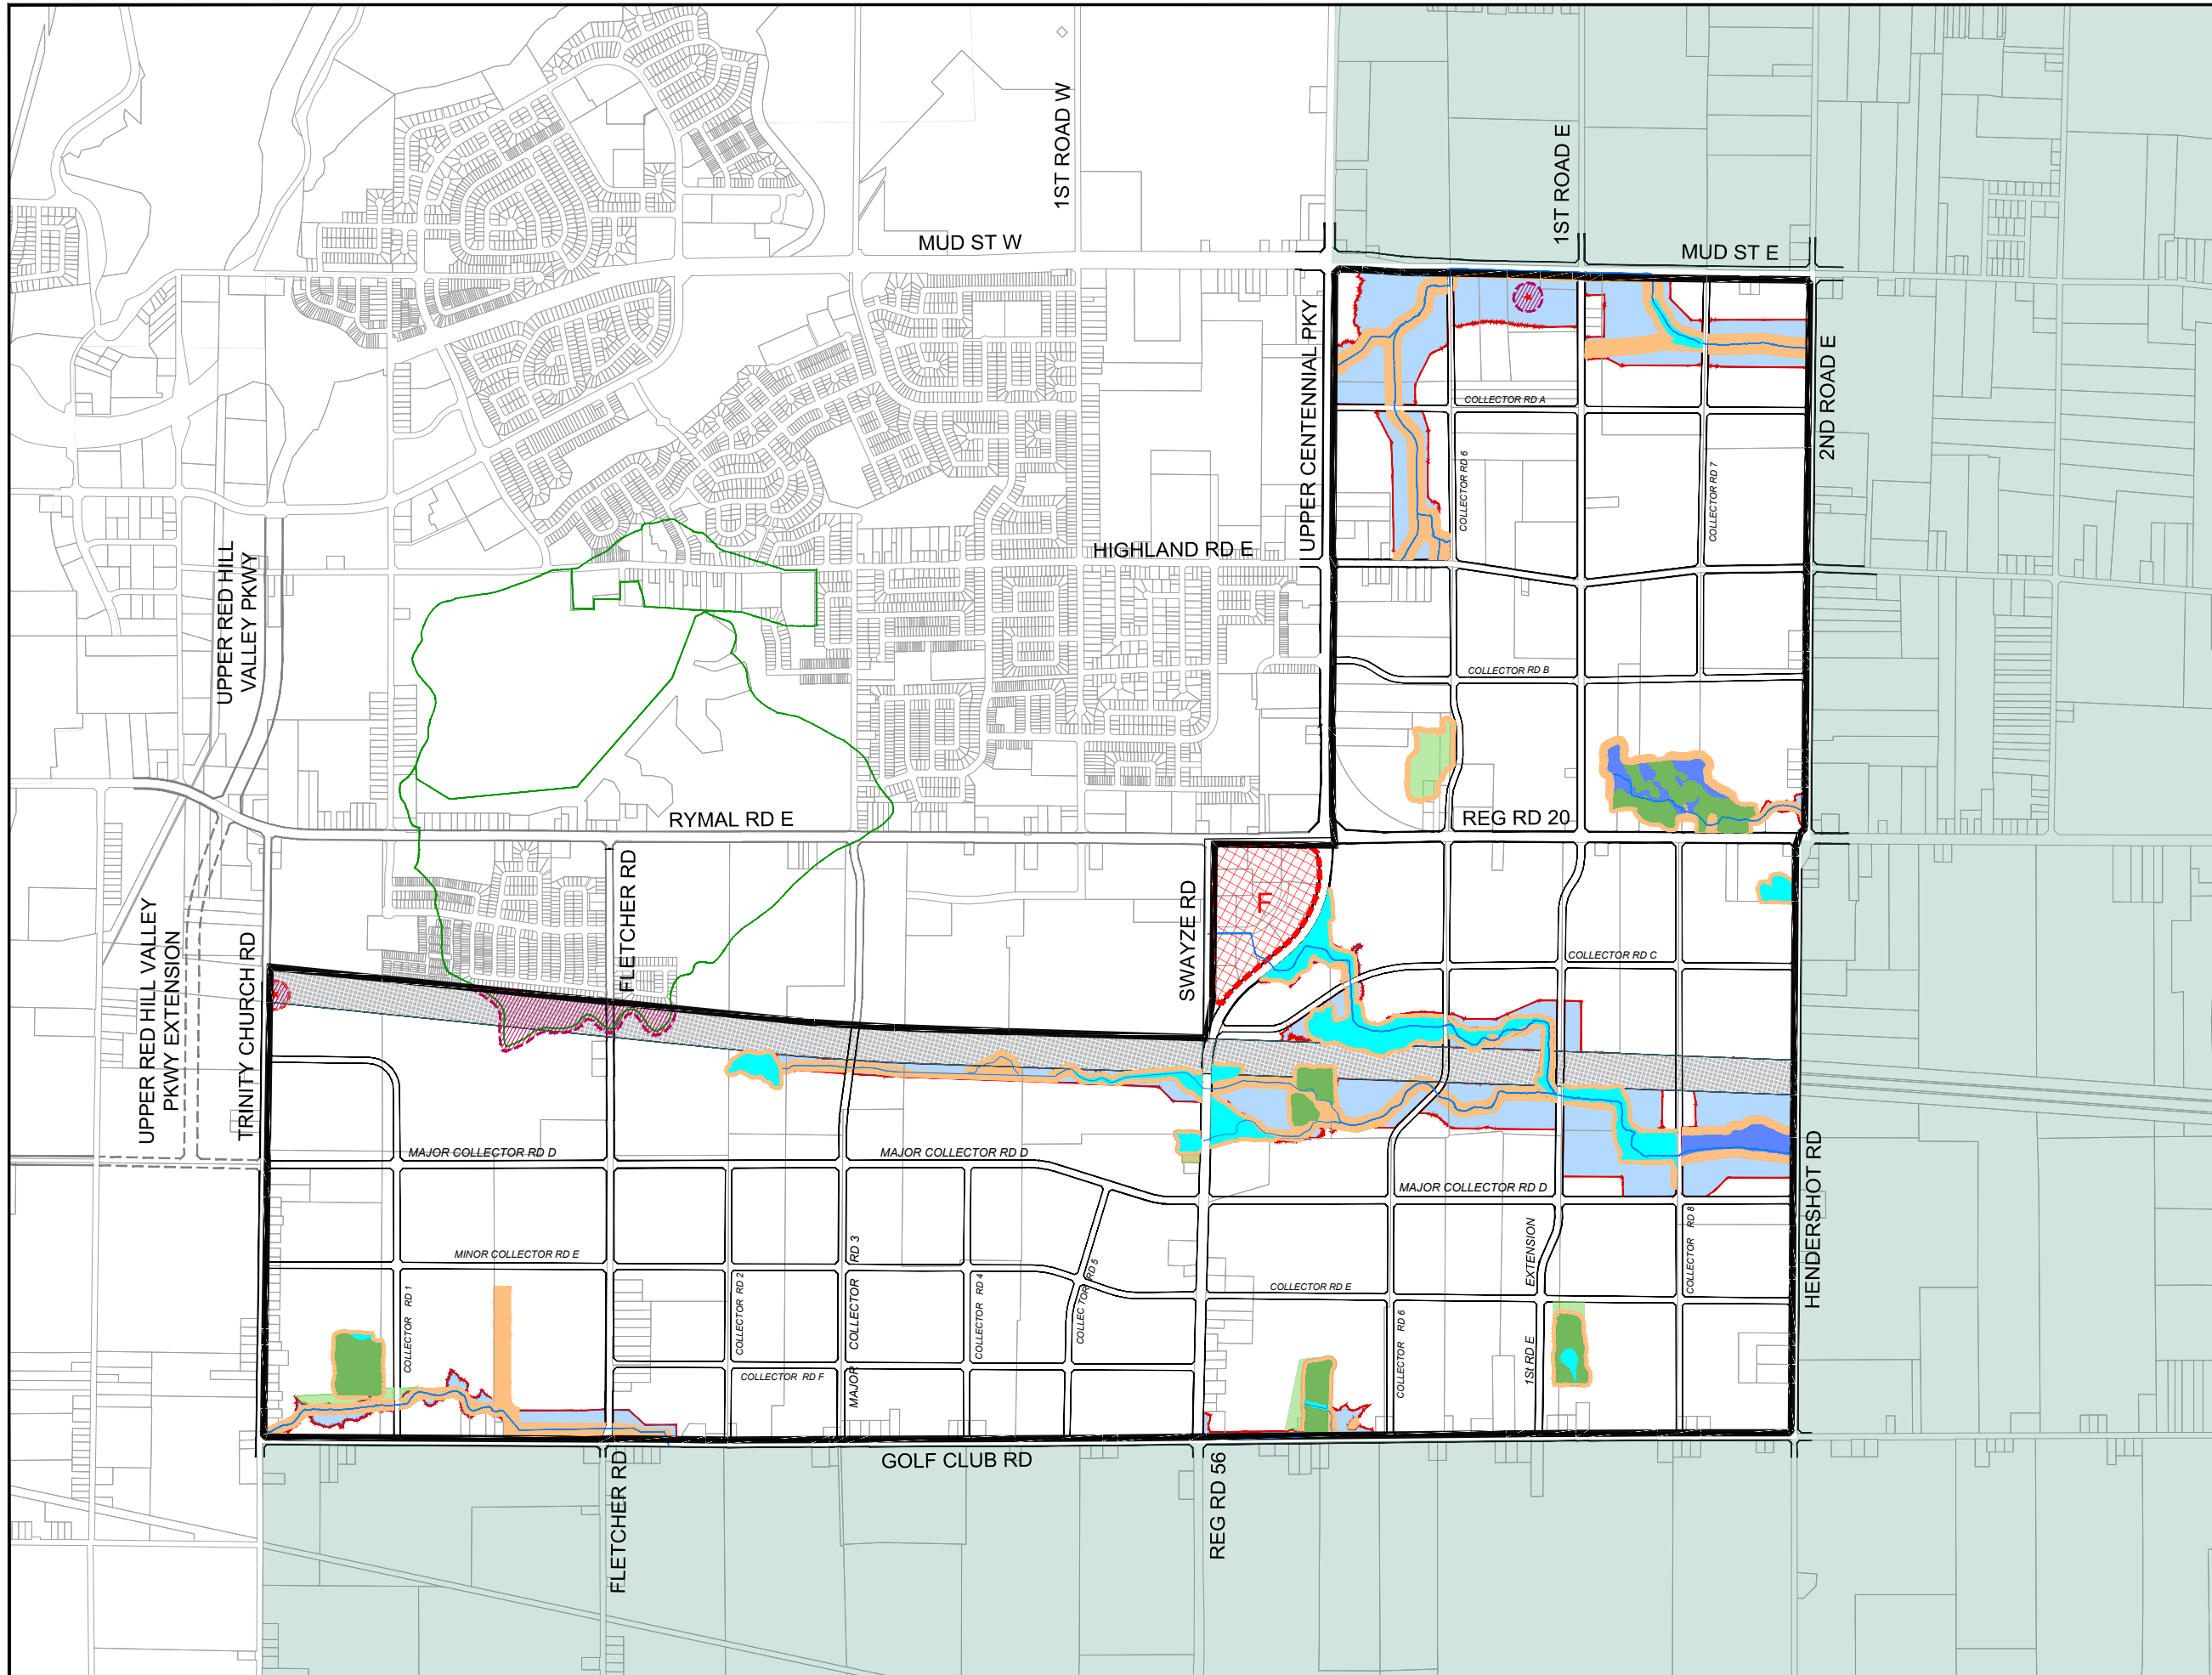 1ST ROAD W
1ST ROAD E
MUD ST W
MUD ST E
UPPER CENTENNIAL PKY
2ND ROAD E
COLLECTOR RD A
COLLECTOR RD 6
COLLECTOR RD 7
HIGHLAND RD E
UPPER RED HILL
VALLEY PKWY
COLLECTOR RD B
RYMAL RD E
REG RD 20
FLETCHER RD
SWAYZE RD
F
UPPER RED HILL VALLEY
PKWY EXTENSION
TRINITY CHURCH RD
COLLECTOR RD C
MAJOR COLLECTOR RD D
MAJOR COLLECTOR RD D
MAJOR COLLECTOR RD D
HENDERSHOT RD
MINOR COLLECTOR RD E
COLLECTOR RD 1
COLLECTOR RD 2
MAJOR COLLECTOR RD 3
COLLECTOR RD 4
COLLECTOR RD 5
COLLECTOR RD E
COLLECTOR RD 6
1St RD E EXTENSION
COLLECTOR RD 8
COLLECTOR RD F
GOLF CLUB RD
FLETCHER RD
REG RD 56